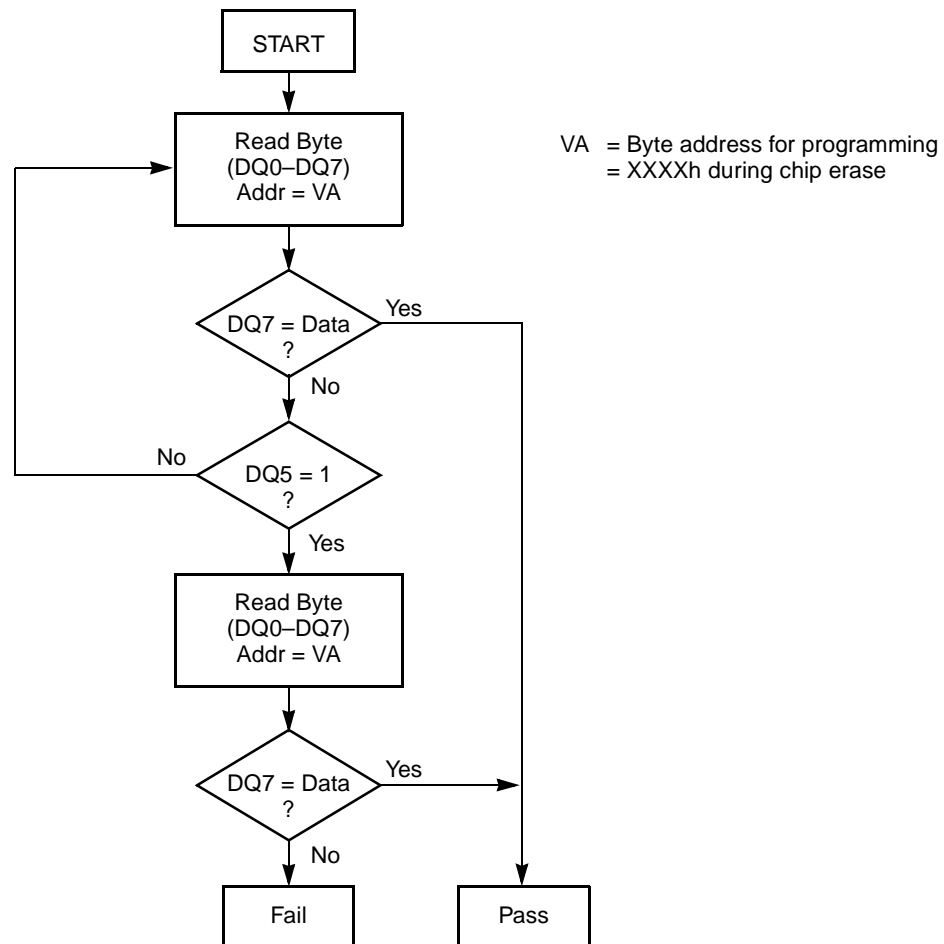 START
Read Byte
(DQ0–DQ7)
Addr = VA
VA = Byte address for programming
= XXXXh during chip erase
DQ7 = Data
?
Yes
No
No
DQ5 = 1
?
Yes
Read Byte
(DQ0–DQ7)
Addr = VA
DQ7 = Data
?
Yes
No
Fail
Pass